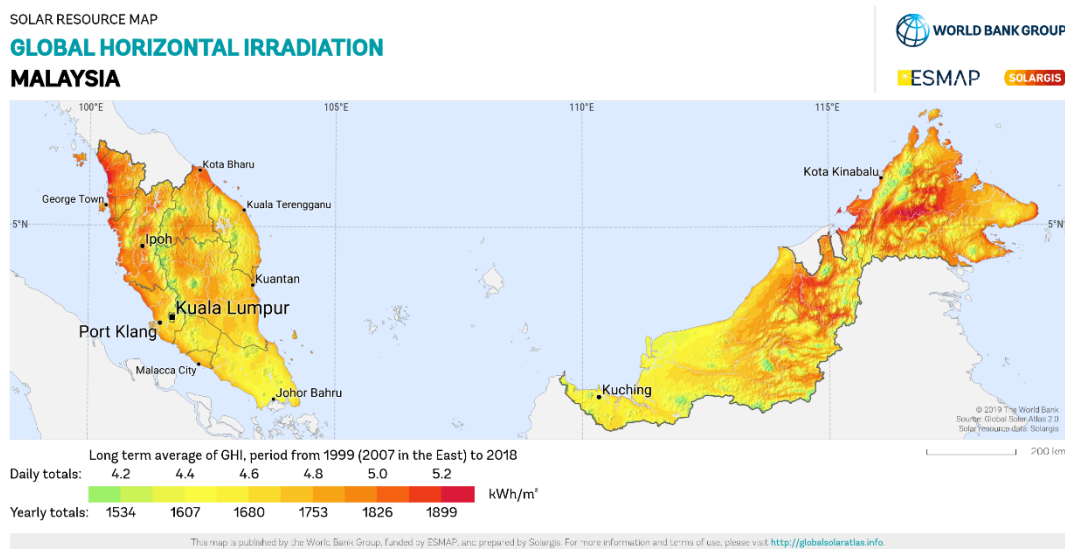 SOLAR RESOURCE MAP
GLOBAL HORIZONTAL IRRADIATION
MALAYSIA
WORLD BANK GROUP
ESMAP
SOLARGIS
100°E 105°E 110°E 115°E
Kota Bharu
Kota Kinabalu
George Town
Kuala Terengganu
5°N 5°N
Ipoh
Kuantan
Kuala Lumpur
Port Klang
Malacca City
Johor Bahru
Kuching
© 2019 The World Bank
Source: Global Solar Atlas 2.0
Solar resource data: Solargis
200 km
Long term average of GHI, period from 1999 (2007 in the East) to 2018
Daily totals: 4.2 4.4 4.6 4.8 5.0 5.2
kWh/m²
Yearly totals: 1534 1607 1680 1753 1826 1899
This map is published by the World Bank Group, funded by ESMAP, and prepared by Solargis. For more information and terms of use, please visit http://globalsolaratlas.info.